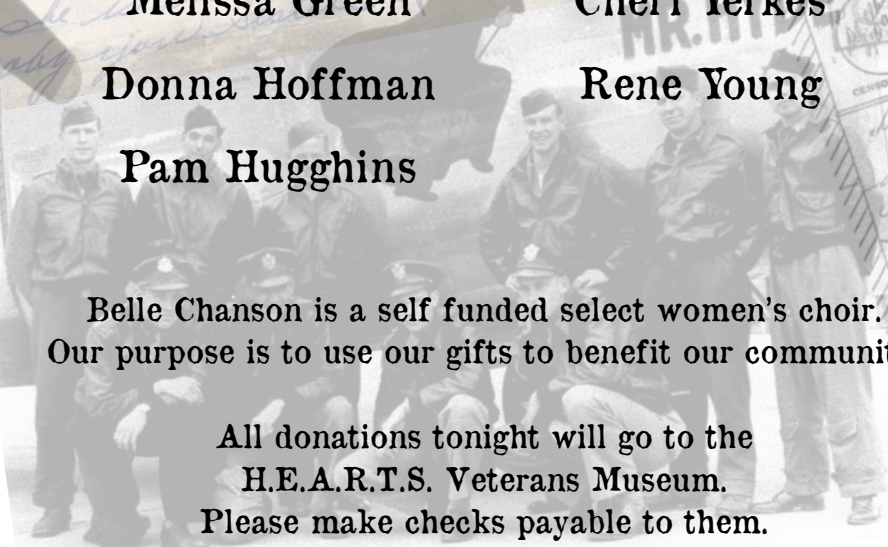 Melissa Green
Cheri Yerkes
Donna Hoffman
Rene Young
Pam Hugghins
Belle Chanson is a self funded select women's choir.
Our purpose is to use our gifts to benefit our communit
All donations tonight will go to the
H.E.A.R.T.S. Veterans Museum.
Please make checks payable to them.